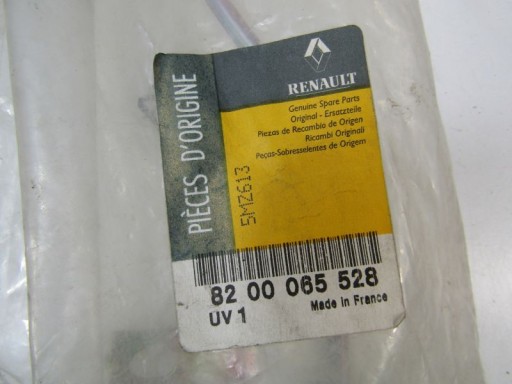 RENAULT
PIÈCES D'ORIGINE
Genuine Spare Parts
Original - Ersatzteile
Piezas de Recambio de Origen
Ricambi Originali
Peças-Sobresselentes de Origem
5MZ613
82 00 065 528
UV 1
Made in France